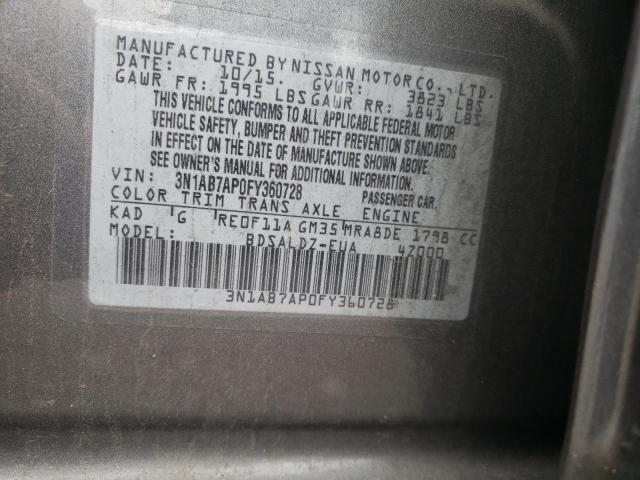 MANUFACTURED BY NISSAN MOTOR CO., LTD.
DATE: 10/15. GVWR: 3823 LBS
GAWR FR: 1995 LBS GAWR RR: 1841 LBS
THIS VEHICLE CONFORMS TO ALL APPLICABLE FEDERAL MOTOR
VEHICLE SAFETY, BUMPER AND THEFT PREVENTION STANDARDS
IN EFFECT ON THE DATE OF MANUFACTURE SHOWN ABOVE.
SEE OWNER'S MANUAL FOR ADDITIONAL INFORMATION.
VIN: 3N1AB7AP0FY360728 PASSENGER CAR.
COLOR TRIM TRANS AXLE ENGINE
KAD G RE0F11A GM35 MRA8DE 1798 CC
MODEL: BDSALDZ-EUA 47000
3N1AB7AP0FY360728